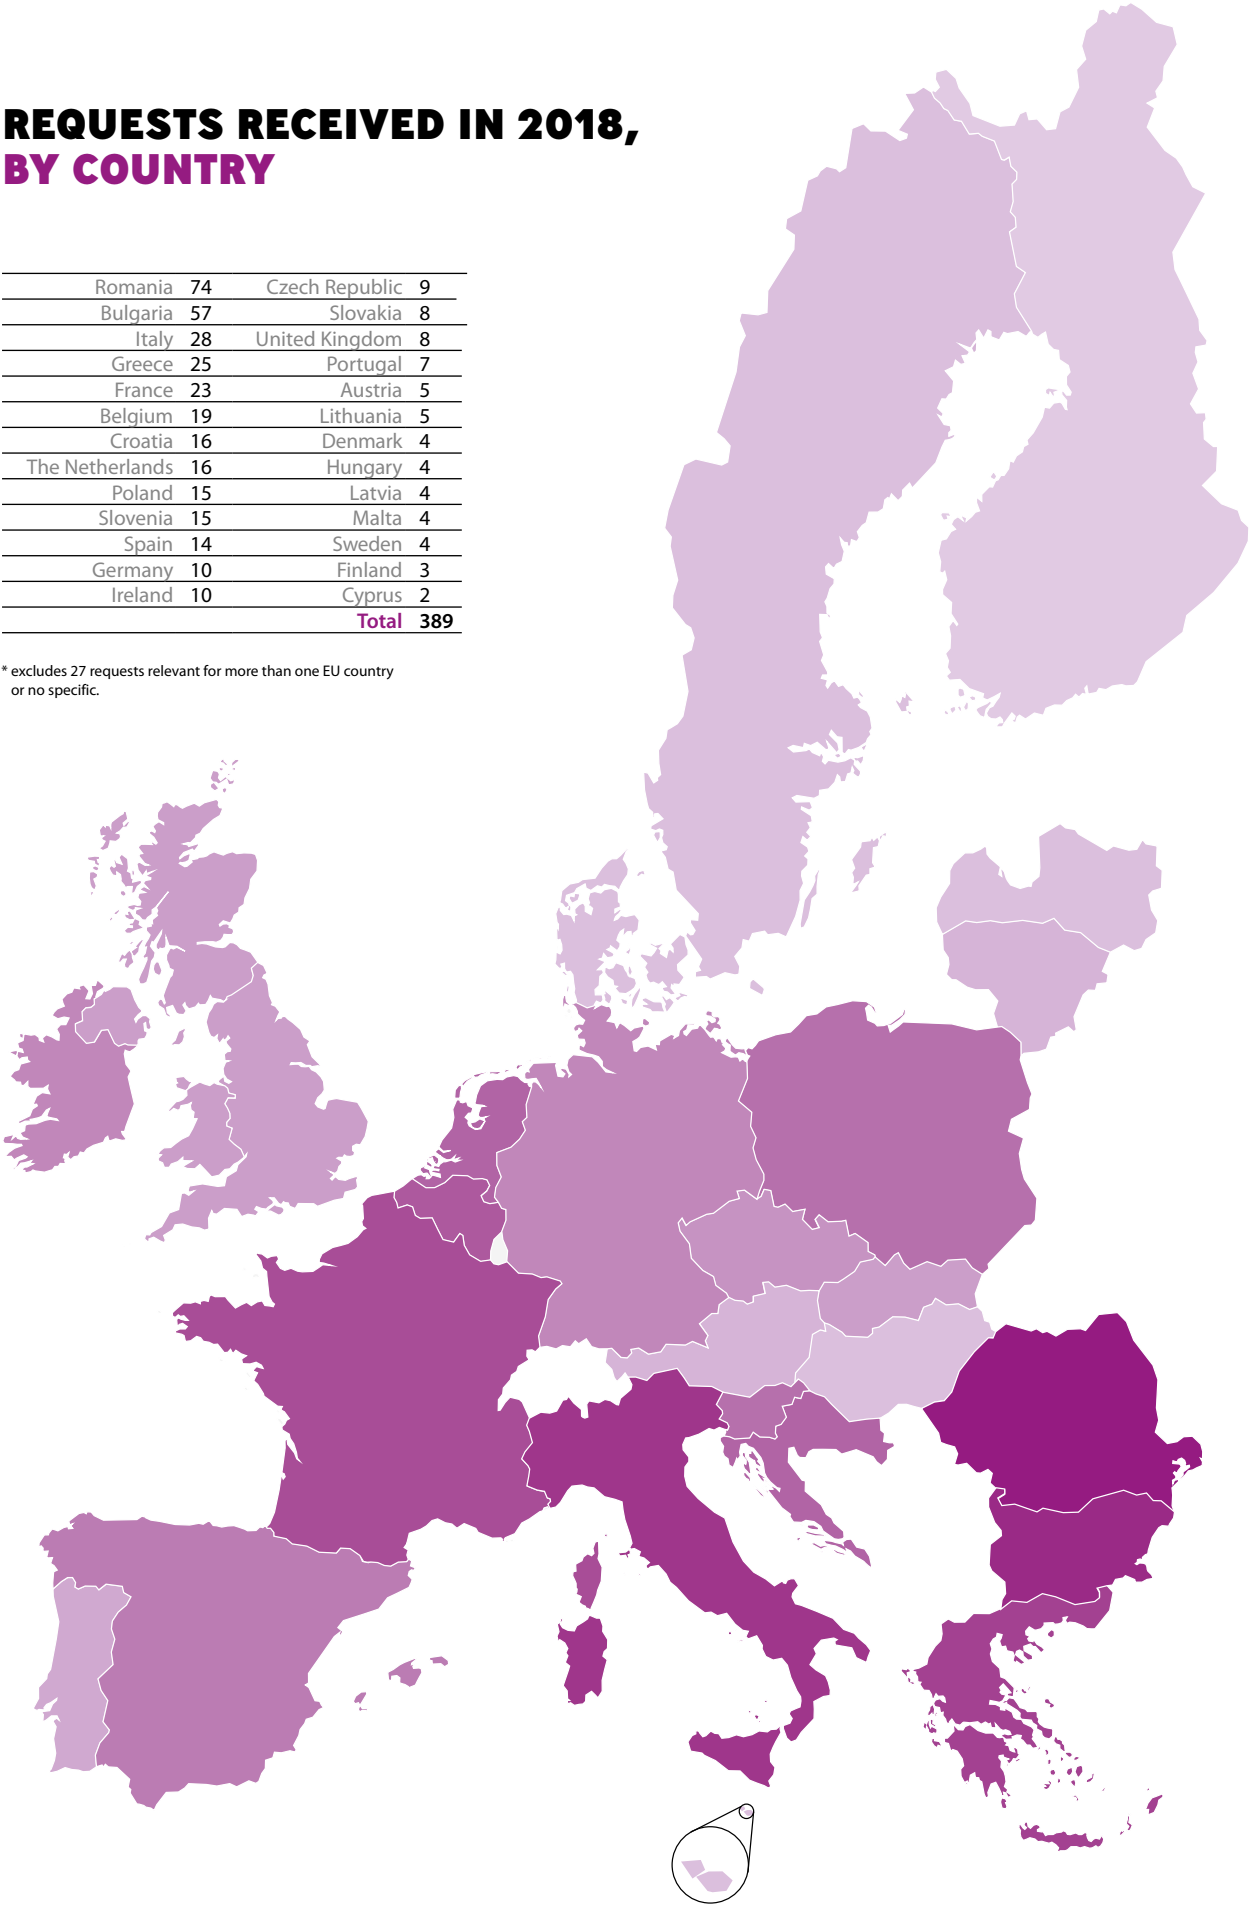 REQUESTS RECEIVED IN 2018,
BY COUNTRY
Romania 74 Czech Republic 9
Bulgaria 57 Slovakia 8
Italy 28 United Kingdom 8
Greece 25 Portugal 7
France 23 Austria 5
Belgium 19 Lithuania 5
Croatia 16 Denmark 4
The Netherlands 16 Hungary 4
Poland 15 Latvia 4
Slovenia 15 Malta 4
Spain 14 Sweden 4
Germany 10 Finland 3
Ireland 10 Cyprus 2
Total 389
* excludes 27 requests relevant for more than one EU country
or no specific.